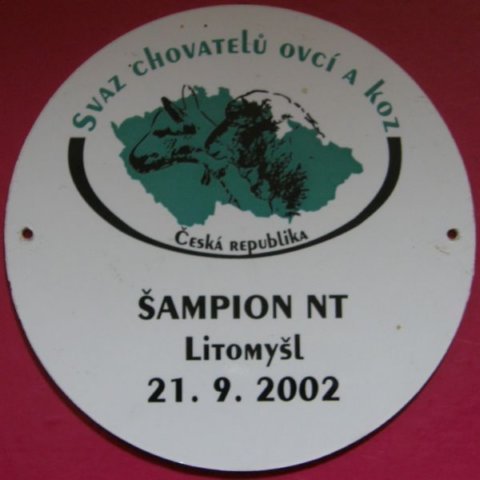 Svaz chovatelů ovcí a koz
Česká republika
ŠAMPION NT
Litomyšl
21. 9. 2002